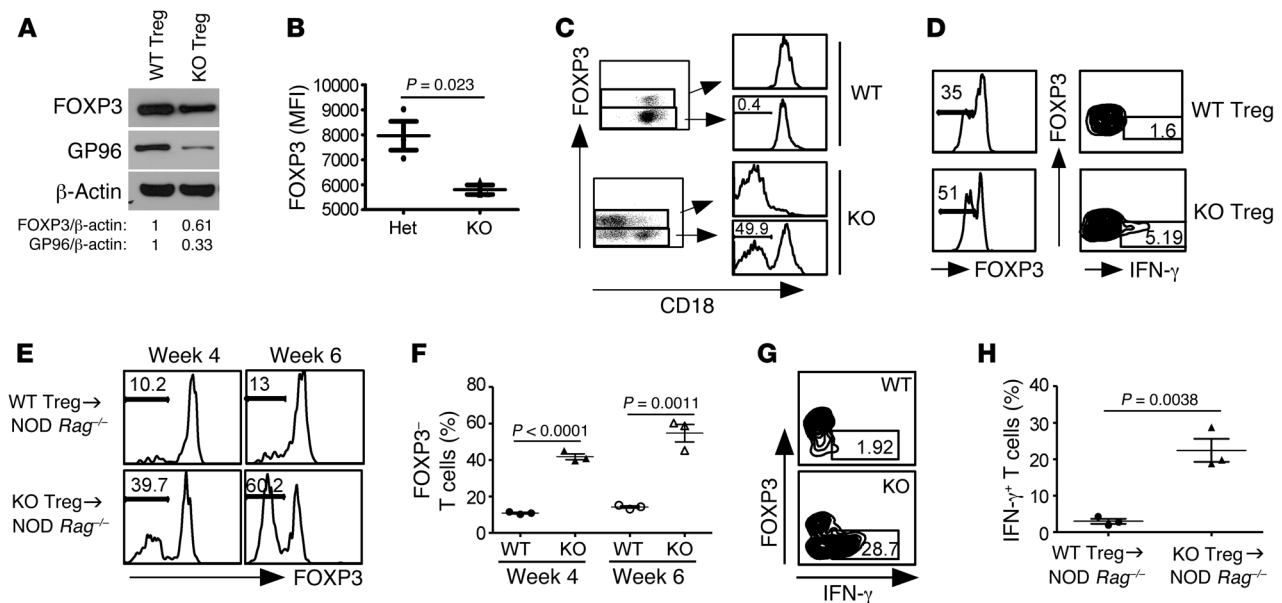 A
WT Treg
KO Treg
FOXP3
GP96
β-Actin
FOXP3/β-actin: 1 0.61
GP96/β-actin: 1 0.33
B
P = 0.023
FOXP3 (MFI)
10000
9000
8000
7000
6000
5000
Het KO
C
FOXP3
0.4
WT
49.9
KO
CD18
D
35
FOXP3
1.6
WT Treg
51
5.19
KO Treg
FOXP3
IFN-γ
E
Week 4 Week 6
WT Treg→
NOD Rag–/–
10.2
13
KO Treg→
NOD Rag–/–
39.7
60.2
FOXP3
F
FOXP3–
T cells (%)
80
60
40
20
0
P < 0.0001
P = 0.0011
WT KO WT KO
Week 4 Week 6
G
WT
1.92
KO
28.7
FOXP3
IFN-γ
H
IFN-γ+ T cells (%)
40
30
20
10
0
P = 0.0038
WT Treg→ KO Treg→
NOD Rag–/– NOD Rag–/–